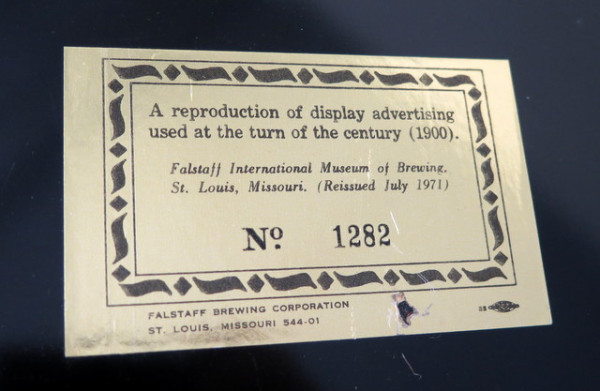 A reproduction of display advertising
used at the turn of the century (1900).
Falstaff International Museum of Brewing.
St. Louis, Missouri. (Reissued July 1971)
Nº 1282
FALSTAFF BREWING CORPORATION
ST. LOUIS, MISSOURI 544-01